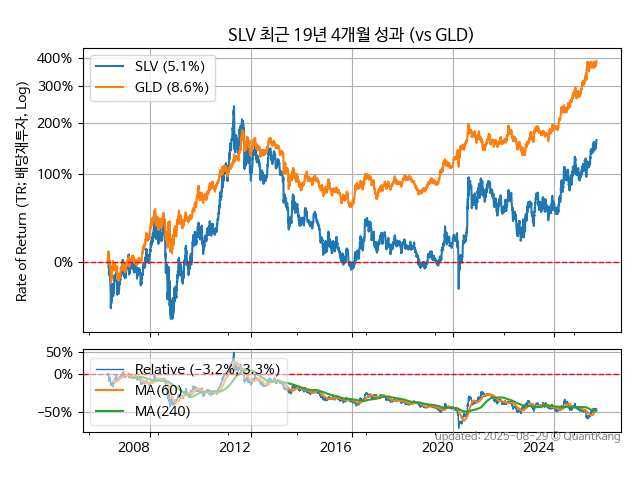 SLV 최근 19년 4개월 성과 (vs GLD)
Rate of Return (TR: 배당재투자, Log)
400%
300%
200%
100%
0%
SLV (5.1%)
GLD (8.6%)
50%
0%
−50%
Relative (−3.2%, 3.3%)
MA(60)
MA(240)
2008
2012
2016
2020
2024
updated: 2025-08-29 © QuantKang